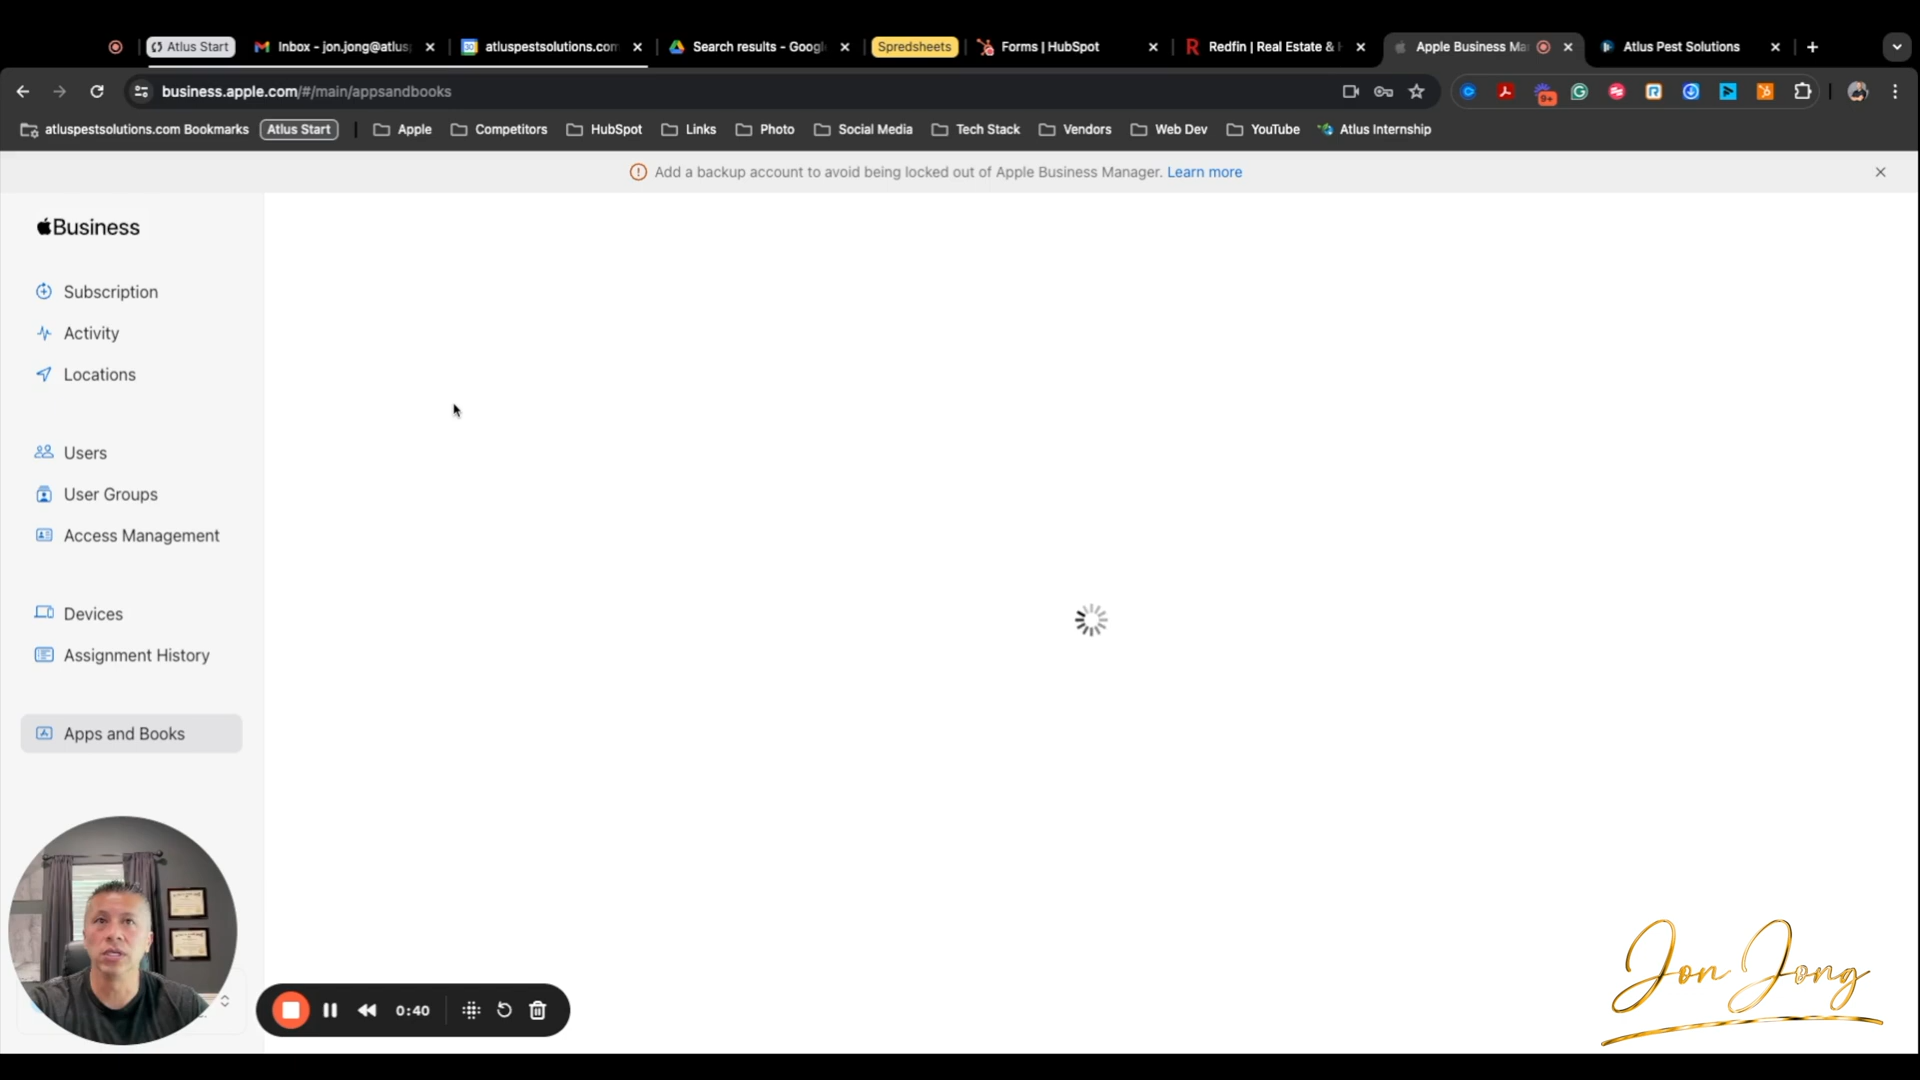 Atlus Start
Inbox - jon.jong@atlus
atluspestsolutions.com
Search results - Googl
Spredsheets
Forms | HubSpot
Redfin | Real Estate &
Apple Business Ma
Atlus Pest Solutions
business.apple.com/#/main/appsandbooks
9+
atluspestsolutions.com Bookmarks
Atlus Start
Apple
Competitors
HubSpot
Links
Photo
Social Media
Tech Stack
Vendors
Web Dev
YouTube
Atlus Internship
Add a backup account to avoid being locked out of Apple Business Manager. Learn more
Business
Subscription
Activity
Locations
Users
User Groups
Access Management
Devices
Assignment History
Apps and Books
0:40
Jon Jong